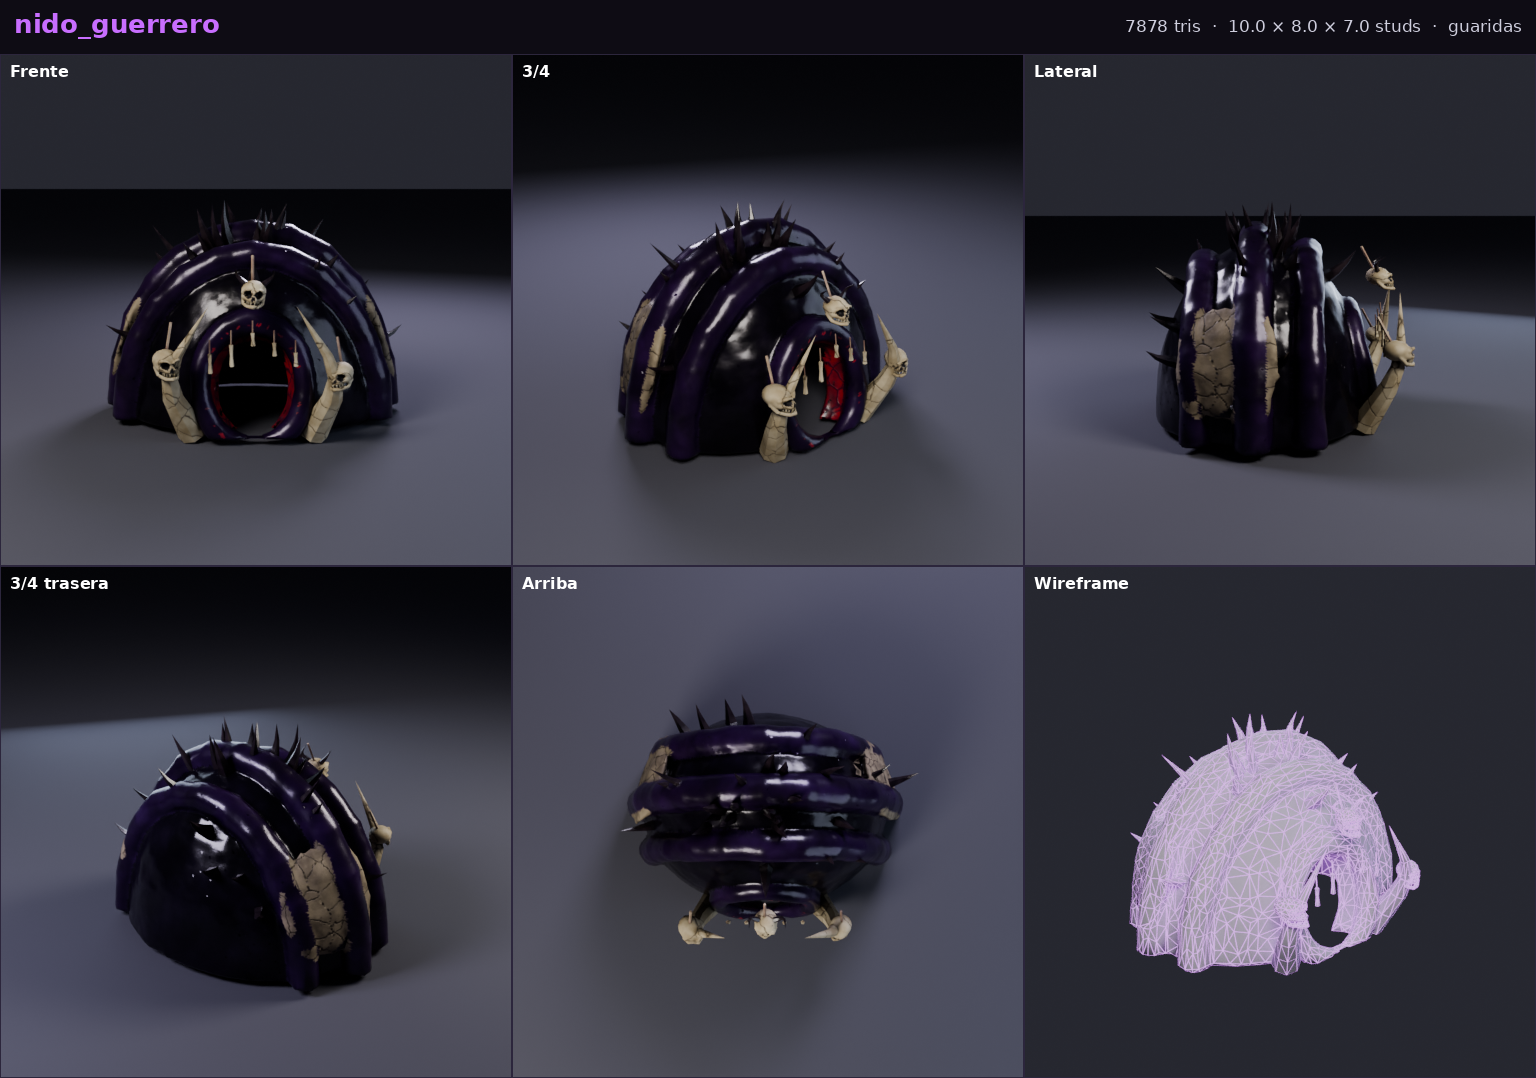 nido_guerrero
7878 tris · 10.0 × 8.0 × 7.0 studs · guaridas
Frente
3/4
Lateral
3/4 trasera
Arriba
Wireframe